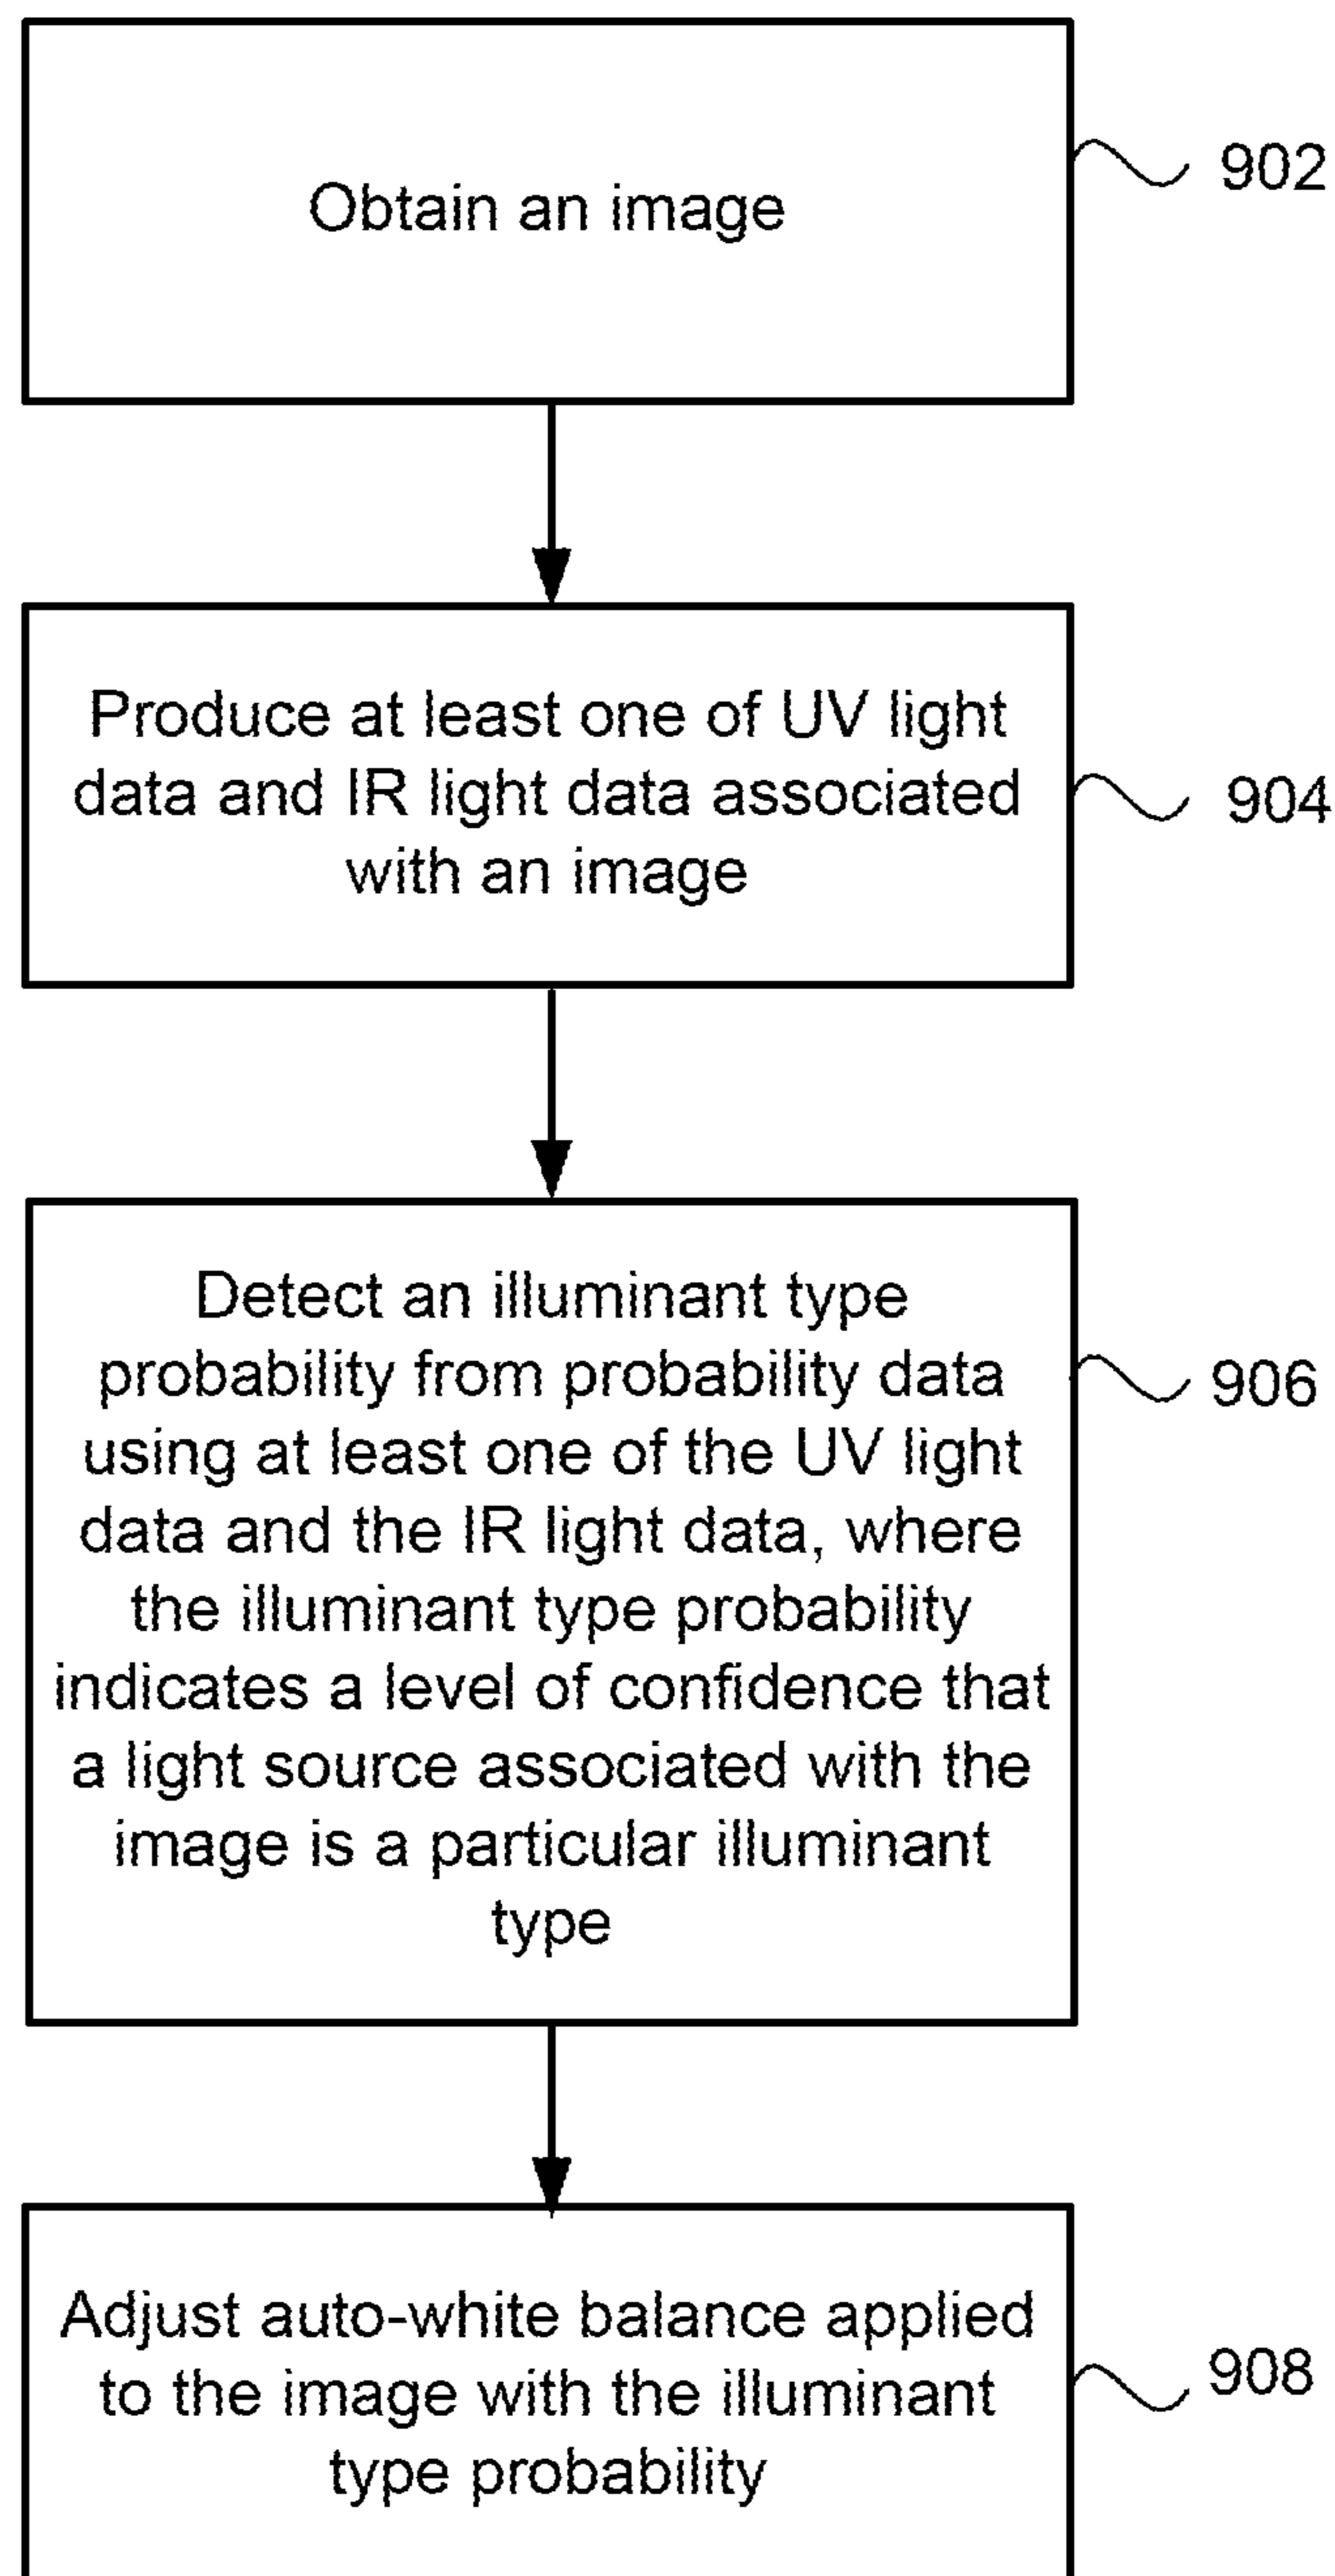 Obtain an image
902
Produce at least one of UV light
data and IR light data associated
with an image
904
Detect an illuminant type
probability from probability data
using at least one of the UV light
data and the IR light data, where
the illuminant type probability
indicates a level of confidence that
a light source associated with the
image is a particular illuminant
type
906
Adjust auto-white balance applied
to the image with the illuminant
type probability
908